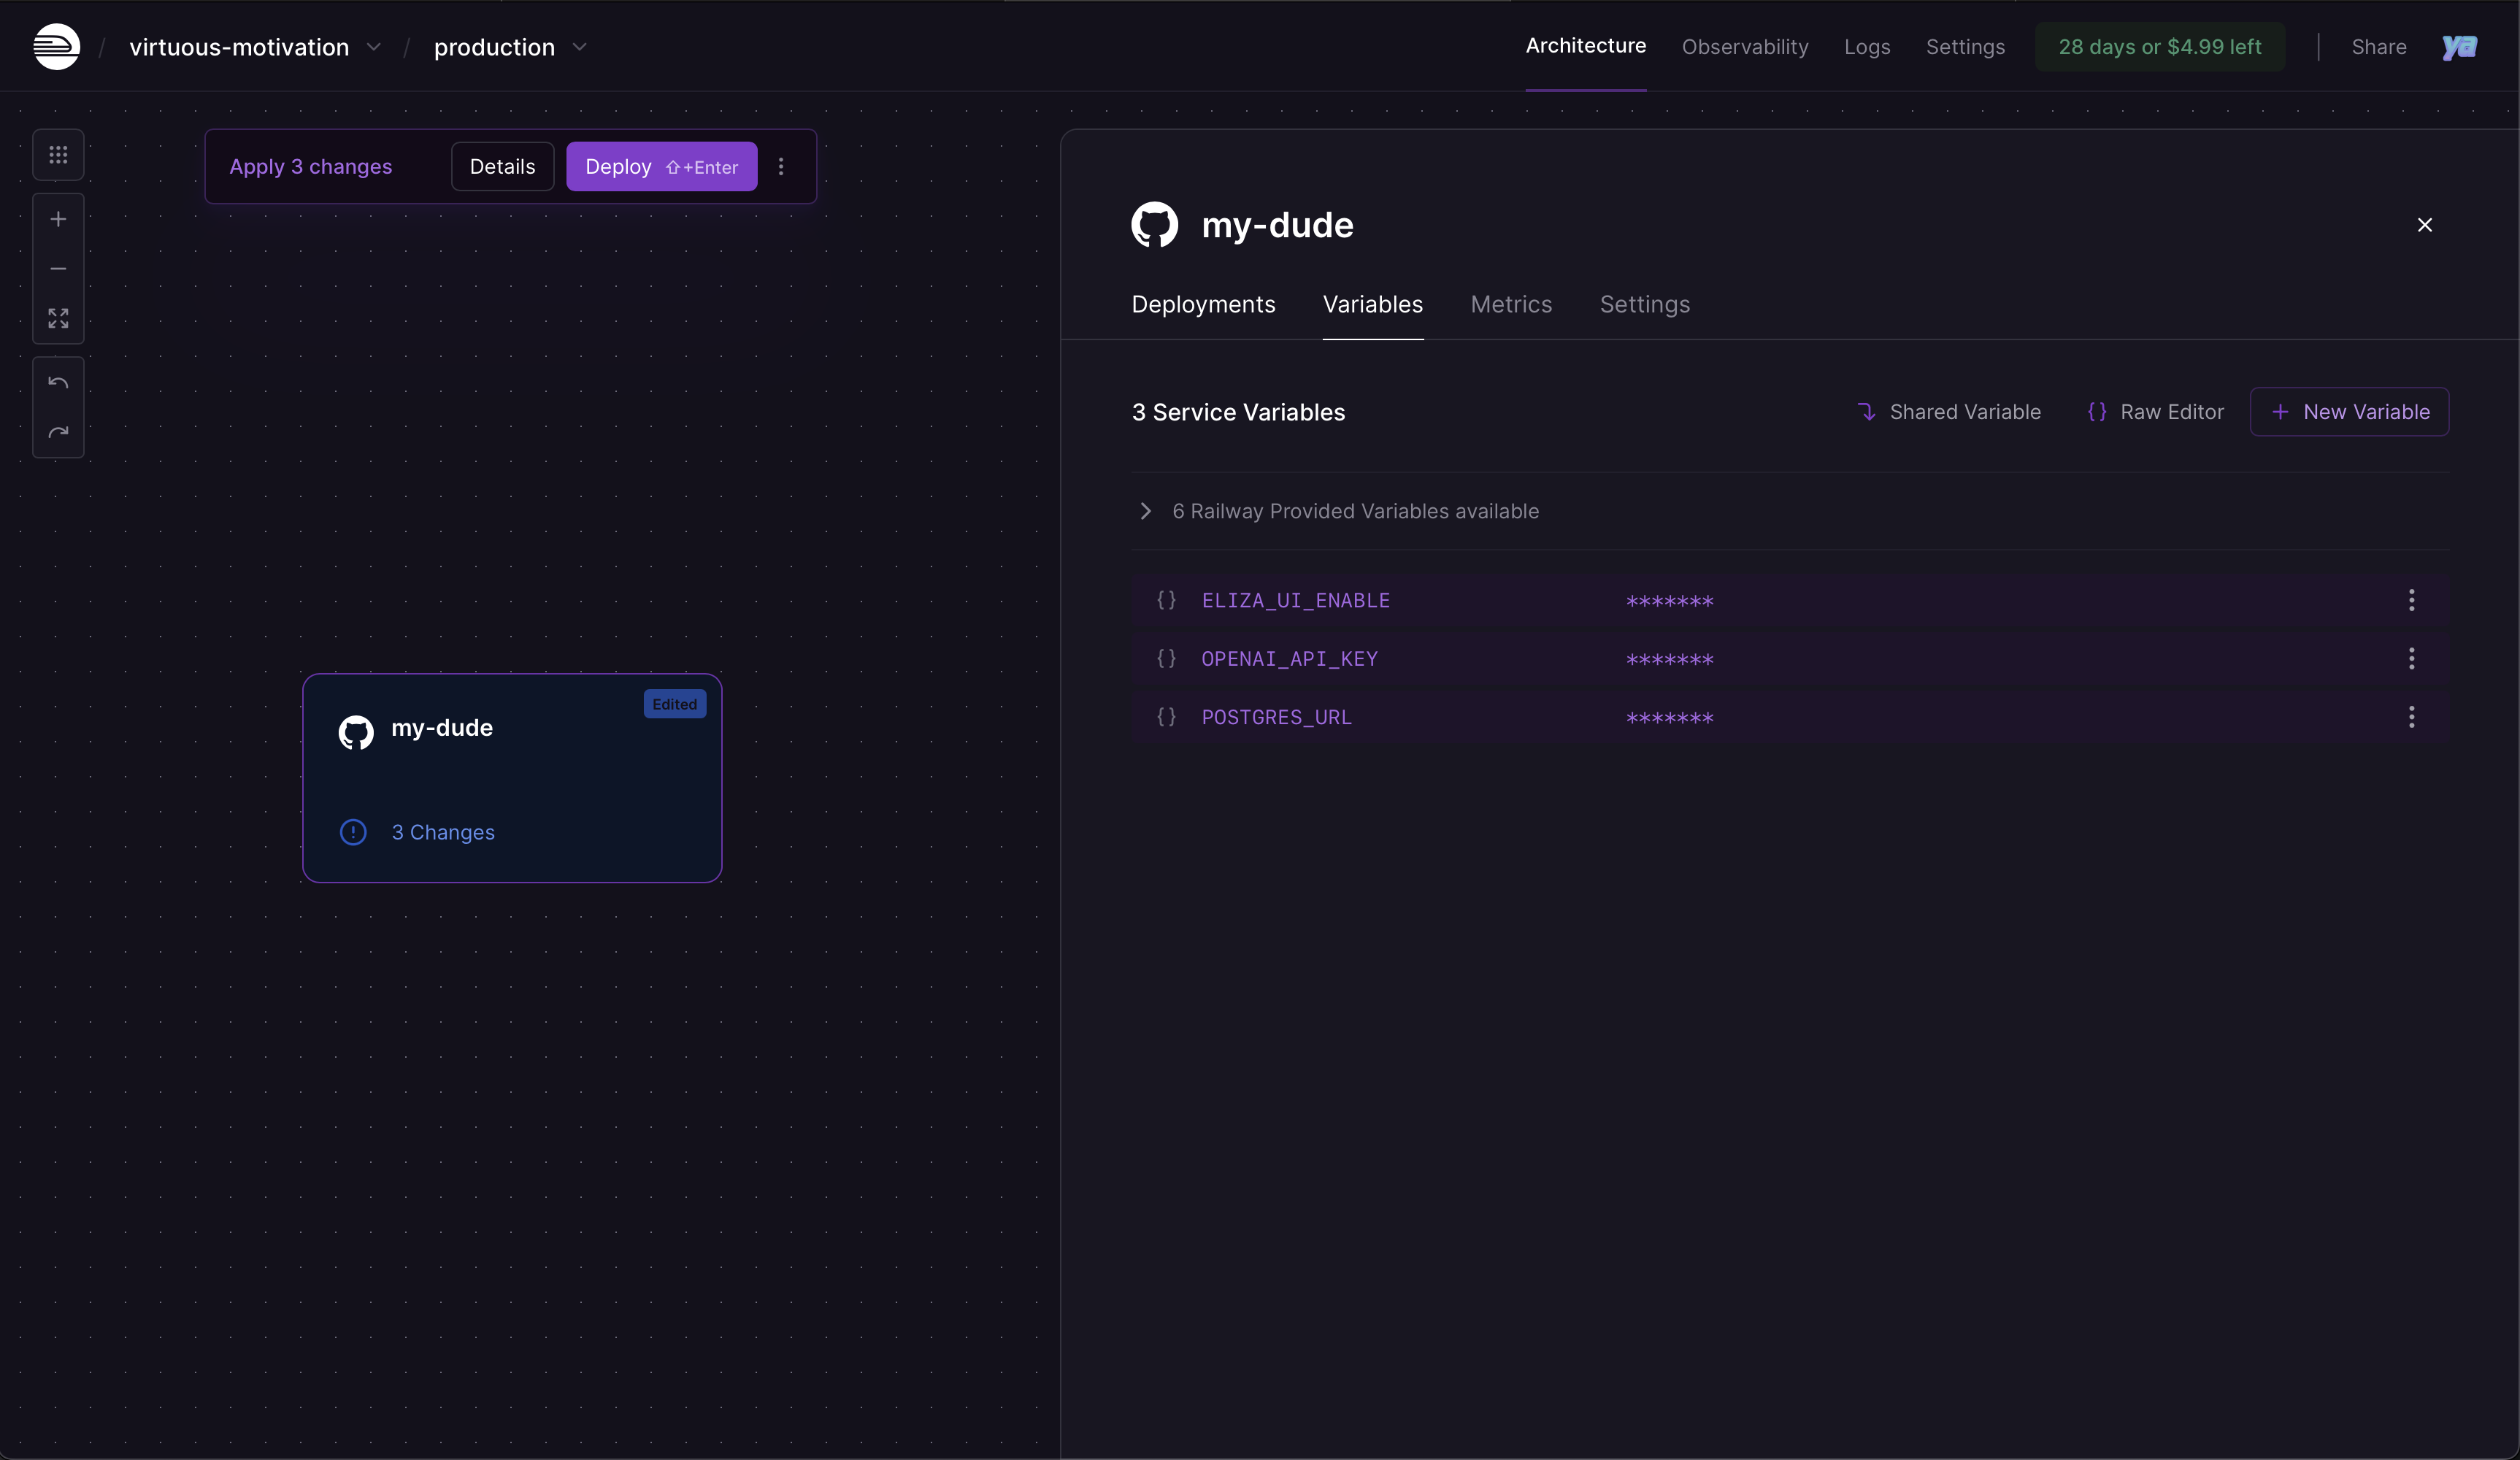 / virtuous-motivation / production
Architecture Observability Logs Settings 28 days or $4.99 left Share ya
Apply 3 changes Details Deploy ⇧+Enter
my-dude
Edited
3 Changes
my-dude
Deployments Variables Metrics Settings
3 Service Variables Shared Variable {} Raw Editor + New Variable
6 Railway Provided Variables available
{} ELIZA_UI_ENABLE *******
{} OPENAI_API_KEY *******
{} POSTGRES_URL *******